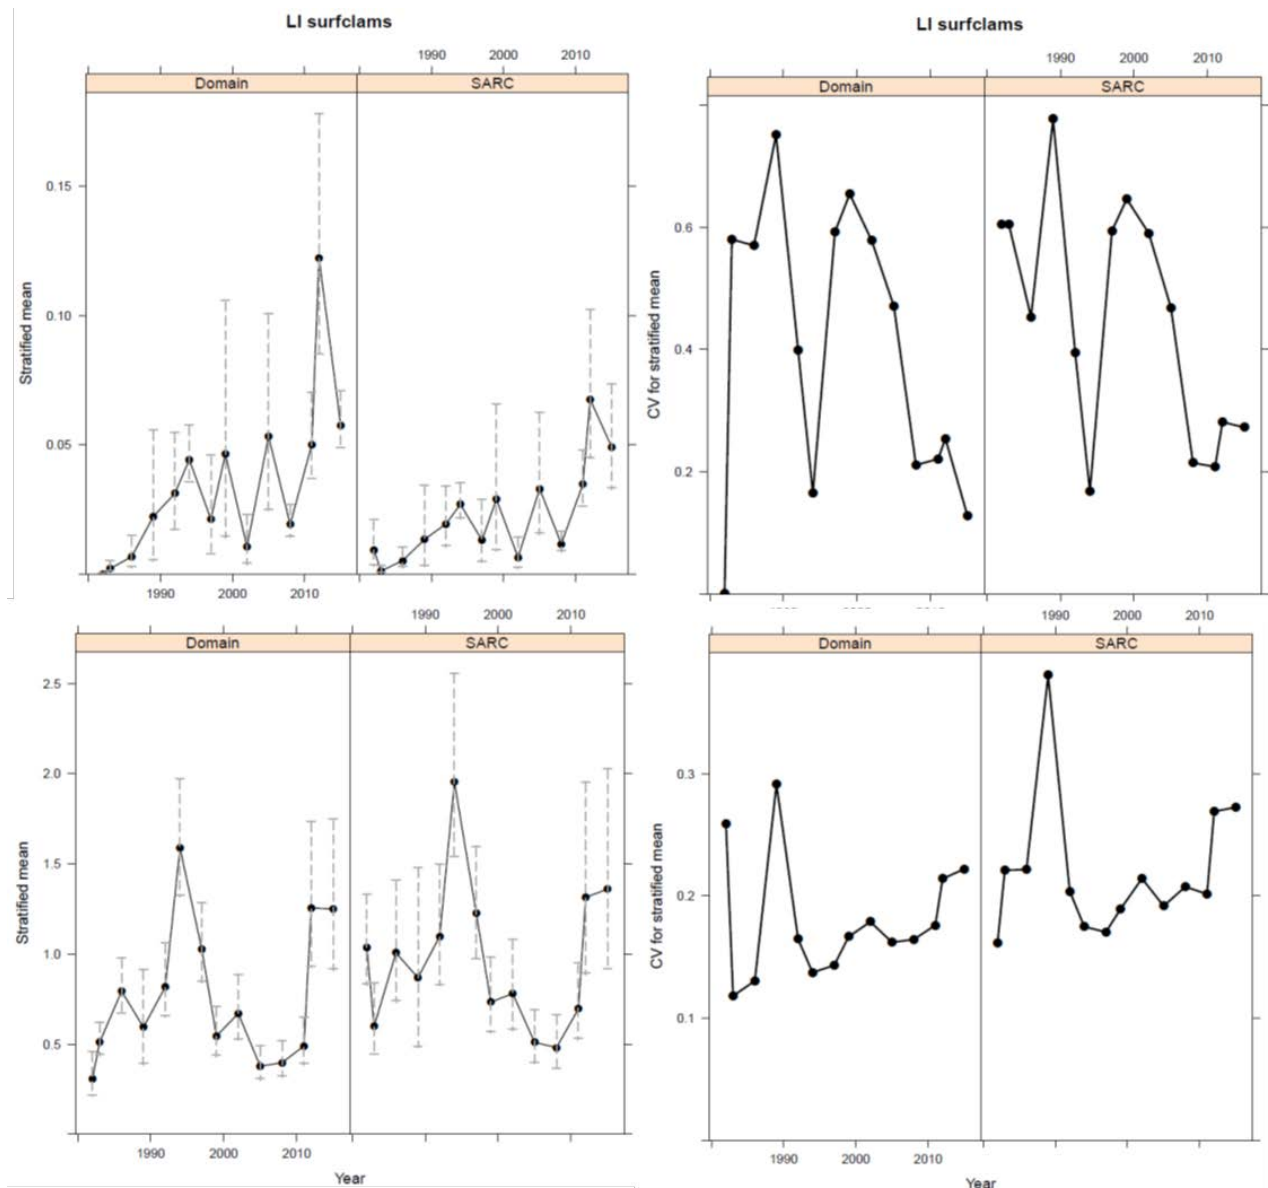 LI surfclams
1990 2000 2010
Domain SARC
0.15
0.10
0.05
Stratified mean
1990 2000 2010
LI surfclams
1990 2000 2010
Domain SARC
0.6
0.4
0.2
CV for stratified mean
1990 2000 2010
1990 2000 2010
Domain SARC
2.5
2.0
1.5
1.0
0.5
Stratified mean
1990 2000 2010
Year
Domain SARC
0.3
0.2
0.1
CV for stratified mean
1990 2000 2010
Year